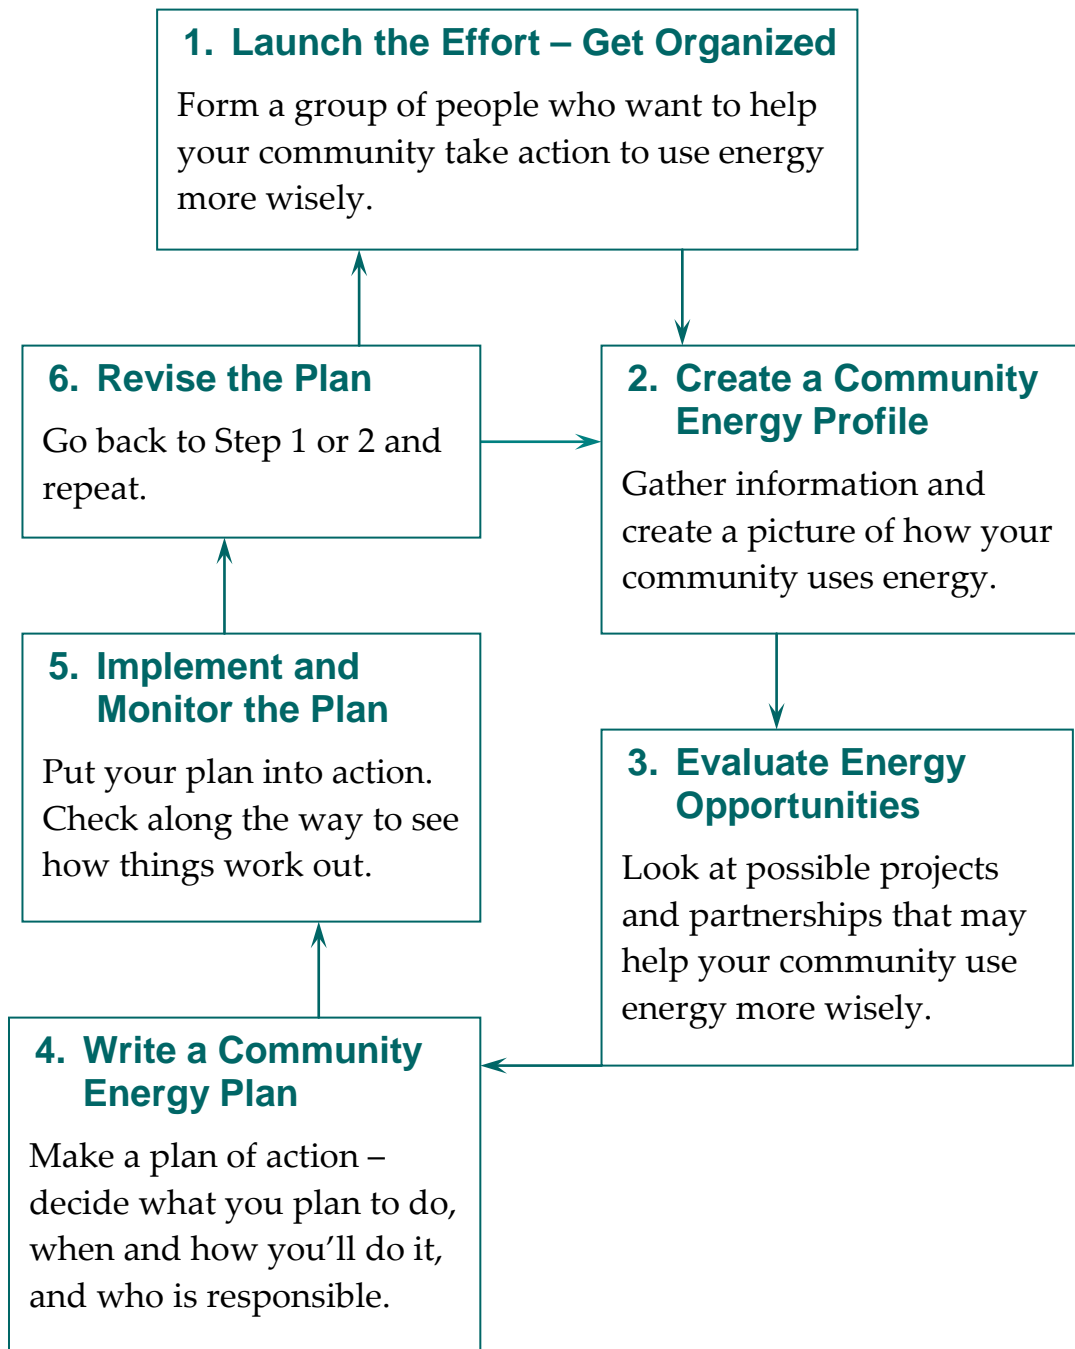 1. Launch the Effort – Get Organized
Form a group of people who want to help
your community take action to use energy
more wisely.
2. Create a Community
Energy Profile
Gather information and
create a picture of how your
community uses energy.
3. Evaluate Energy
Opportunities
Look at possible projects
and partnerships that may
help your community use
energy more wisely.
4. Write a Community
Energy Plan
Make a plan of action –
decide what you plan to do,
when and how you’ll do it,
and who is responsible.
5. Implement and
Monitor the Plan
Put your plan into action.
Check along the way to see
how things work out.
6. Revise the Plan
Go back to Step 1 or 2 and
repeat.